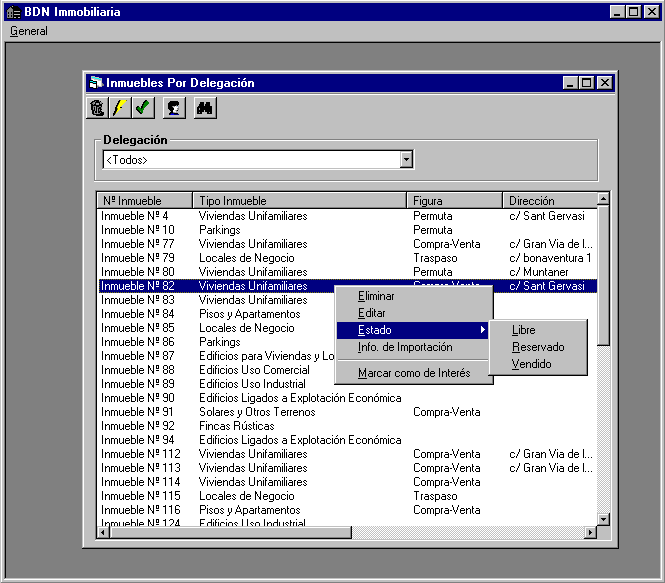 BDN Immobiliaria
General
Inmuebles Por Delegación
Delegación
<Todos>
Nº Inmueble Tipo Inmueble Figura Dirección
Inmueble Nº 4 Viviendas Unifamiliares Permuta c/ Sant Gervasi
Inmueble Nº 10 Parkings Permuta
Inmueble Nº 77 Viviendas Unifamiliares Compra-Venta c/ Gran Via de l...
Inmueble Nº 79 Locales de Negocio Traspaso c/ bonaventura 1
Inmueble Nº 80 Viviendas Unifamiliares Permuta c/ Muntaner
Inmueble Nº 82 Viviendas Unifamiliares Compra-Venta c/ Sant Gervasi
Inmueble Nº 83 Viviendas Unifamiliares
Inmueble Nº 84 Pisos y Apartamentos
Inmueble Nº 85 Locales de Negocio
Inmueble Nº 86 Parkings
Inmueble Nº 87 Edificios para Viviendas y Lo
Inmueble Nº 88 Edificios Uso Comercial
Inmueble Nº 89 Edificios Uso Industrial
Inmueble Nº 90 Edificios Ligados a Explotación Económica
Inmueble Nº 91 Solares y Otros Terrenos Compra-Venta
Inmueble Nº 92 Fincas Rústicas
Inmueble Nº 94 Edificios Ligados a Explotación Económica
Inmueble Nº 112 Viviendas Unifamiliares Compra-Venta c/ Gran Via de l...
Inmueble Nº 113 Viviendas Unifamiliares Compra-Venta c/ Gran Via de l...
Inmueble Nº 114 Viviendas Unifamiliares Compra-Venta
Inmueble Nº 115 Locales de Negocio Traspaso
Inmueble Nº 116 Pisos y Apartamentos Compra-Venta
Inmueble Nº 124 Edificios Uso Industrial
Eliminar
Editar
Estado
Info. de Importación
Marcar como de Interés
Libre
Reservado
Vendido